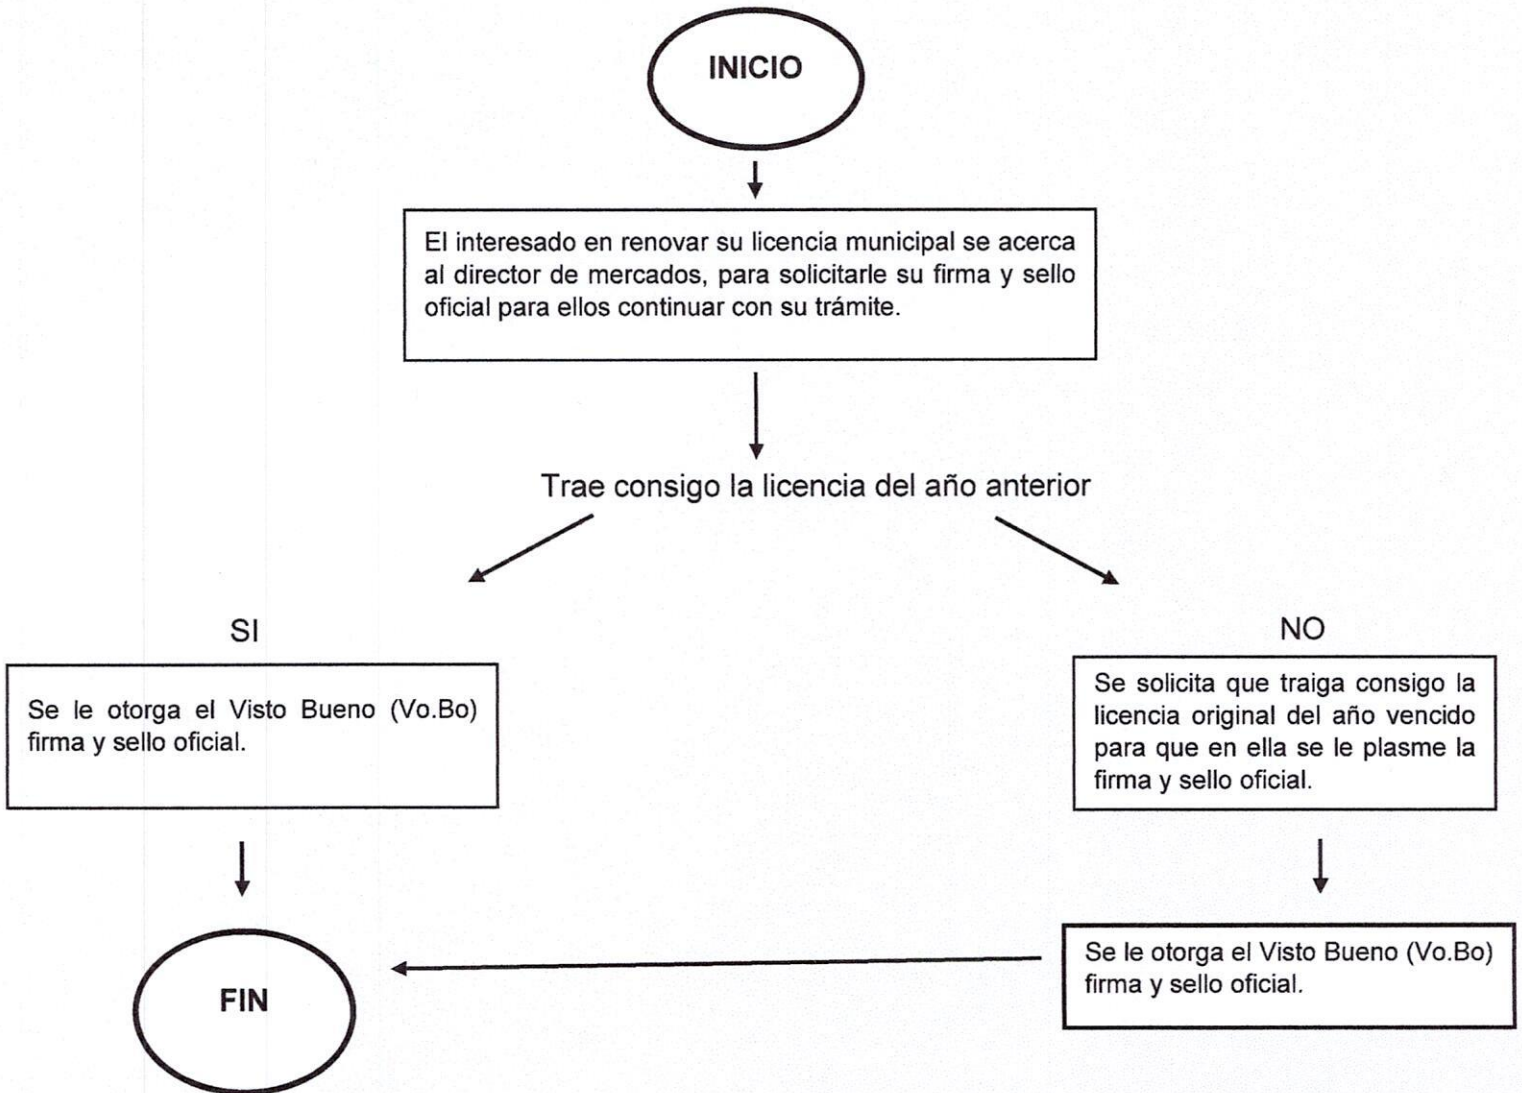 INICIO
El interesado en renovar su licencia municipal se acerca
al director de mercados, para solicitarle su firma y sello
oficial para ellos continuar con su trámite.
Trae consigo la licencia del año anterior
SI
Se le otorga el Visto Bueno (Vo.Bo)
firma y sello oficial.
NO
Se solicita que traiga consigo la
licencia original del año vencido
para que en ella se le plasme la
firma y sello oficial.
Se le otorga el Visto Bueno (Vo.Bo)
firma y sello oficial.
FIN